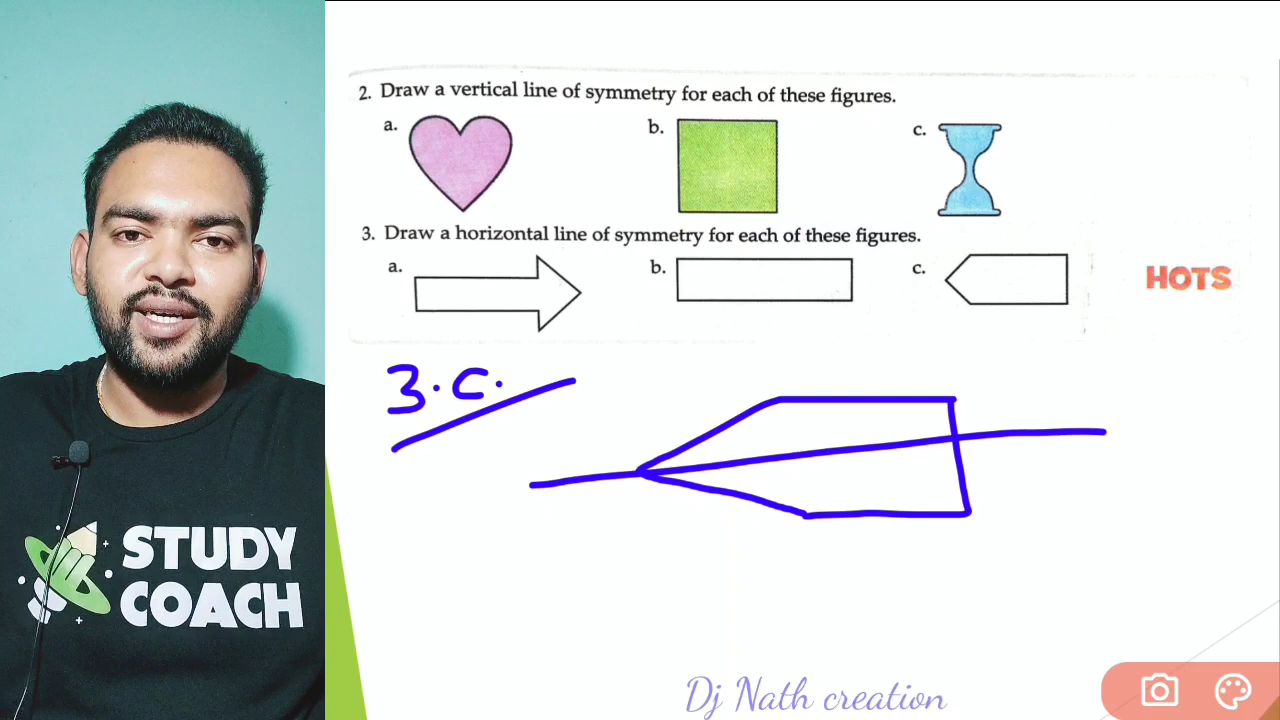 2. Draw a vertical line of symmetry for each of these figures.
a.
b.
c.
3. Draw a horizontal line of symmetry for each of these figures.
a.
b.
c.
HOTS
3.c.
STUDY
COACH
Dj Nath creation